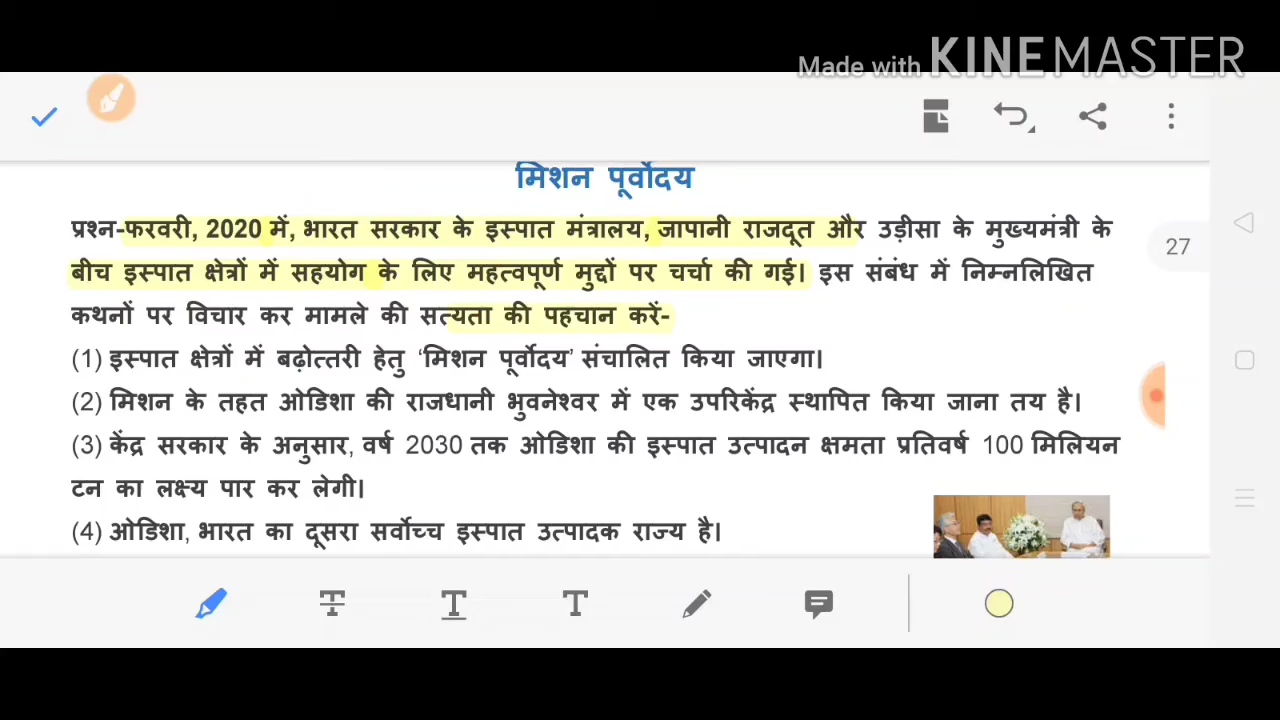 Made with KINEMASTER
मिशन पूर्वोदय
प्रश्न-फरवरी, 2020 में, भारत सरकार के इस्पात मंत्रालय, जापानी राजदूत और उड़ीसा के मुख्यमंत्री के
27
बीच इस्पात क्षेत्रों में सहयोग के लिए महत्वपूर्ण मुद्दों पर चर्चा की गई। इस संबंध में निम्नलिखित
कथनों पर विचार कर मामले की सत्यता की पहचान करें-
(1) इस्पात क्षेत्रों में बढ़ोत्तरी हेतु 'मिशन पूर्वोदय' संचालित किया जाएगा।
(2) मिशन के तहत ओडिशा की राजधानी भुवनेश्वर में एक उपरिकेंद्र स्थापित किया जाना तय है।
(3) केंद्र सरकार के अनुसार, वर्ष 2030 तक ओडिशा की इस्पात उत्पादन क्षमता प्रतिवर्ष 100 मिलियन
टन का लक्ष्य पार कर लेगी।
(4) ओडिशा, भारत का दूसरा सर्वोच्च इस्पात उत्पादक राज्य है।
T T T